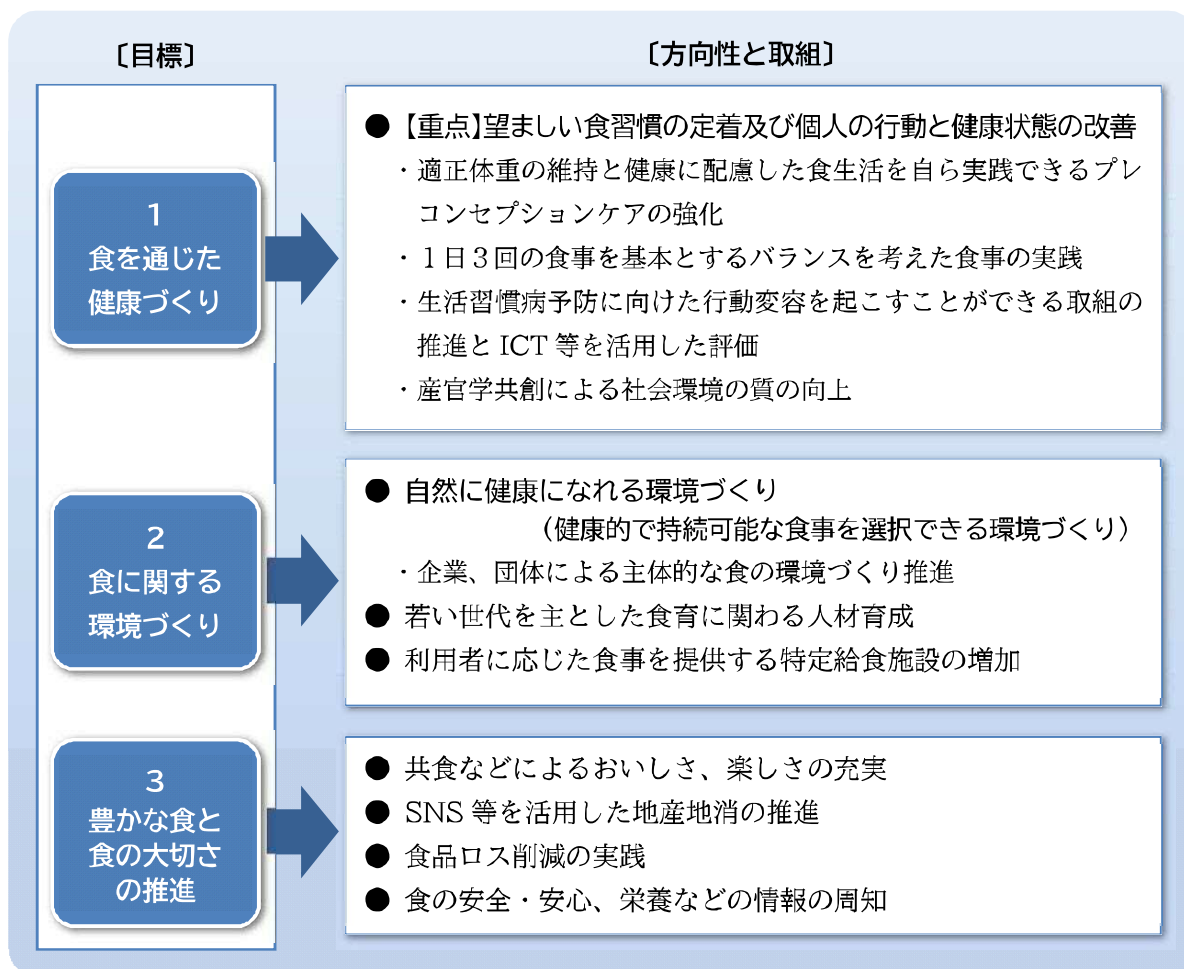 〔目標〕
〔方向性と取組〕
1
食を通じた
健康づくり
● 【重点】望ましい食習慣の定着及び個人の行動と健康状態の改善
・適正体重の維持と健康に配慮した食生活を自ら実践できるプレ
コンセプションケアの強化
・１日３回の食事を基本とするバランスを考えた食事の実践
・生活習慣病予防に向けた行動変容を起こすことができる取組の
推進と ICT 等を活用した評価
・産官学共創による社会環境の質の向上
2
食に関する
環境づくり
● 自然に健康になれる環境づくり
（健康的で持続可能な食事を選択できる環境づくり）
・企業、団体による主体的な食の環境づくり推進
● 若い世代を主とした食育に関わる人材育成
● 利用者に応じた食事を提供する特定給食施設の増加
3
豊かな食と
食の大切さ
の推進
● 共食などによるおいしさ、楽しさの充実
● SNS 等を活用した地産地消の推進
● 食品ロス削減の実践
● 食の安全・安心、栄養などの情報の周知